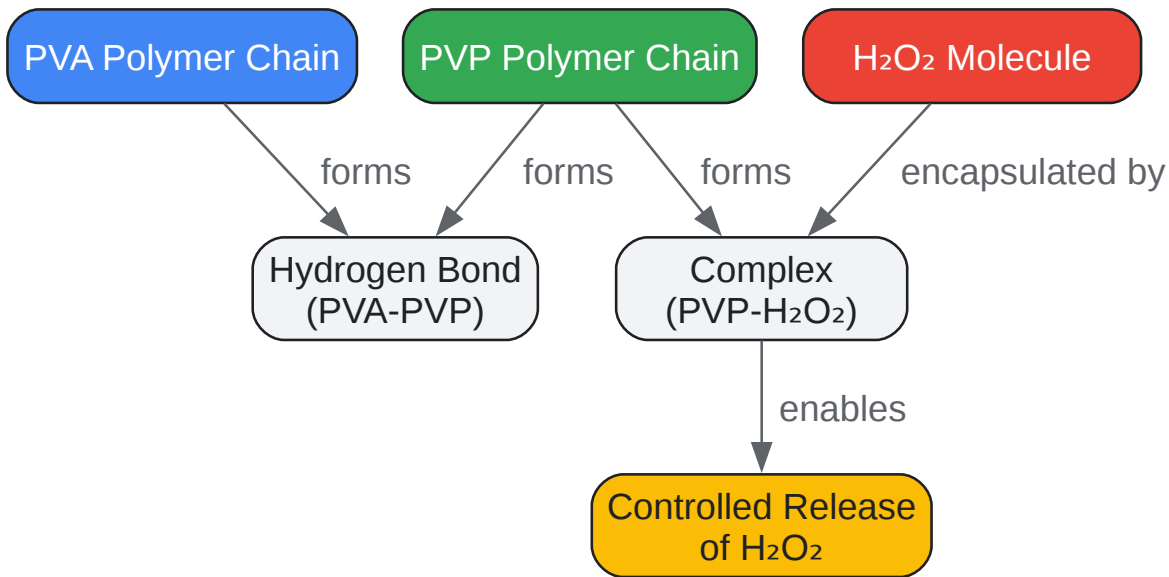 PVA Polymer Chain
PVP Polymer Chain
H₂O₂ Molecule
forms
forms
forms
encapsulated by
Hydrogen Bond
(PVA-PVP)
Complex
(PVP-H₂O₂)
enables
Controlled Release
of H₂O₂